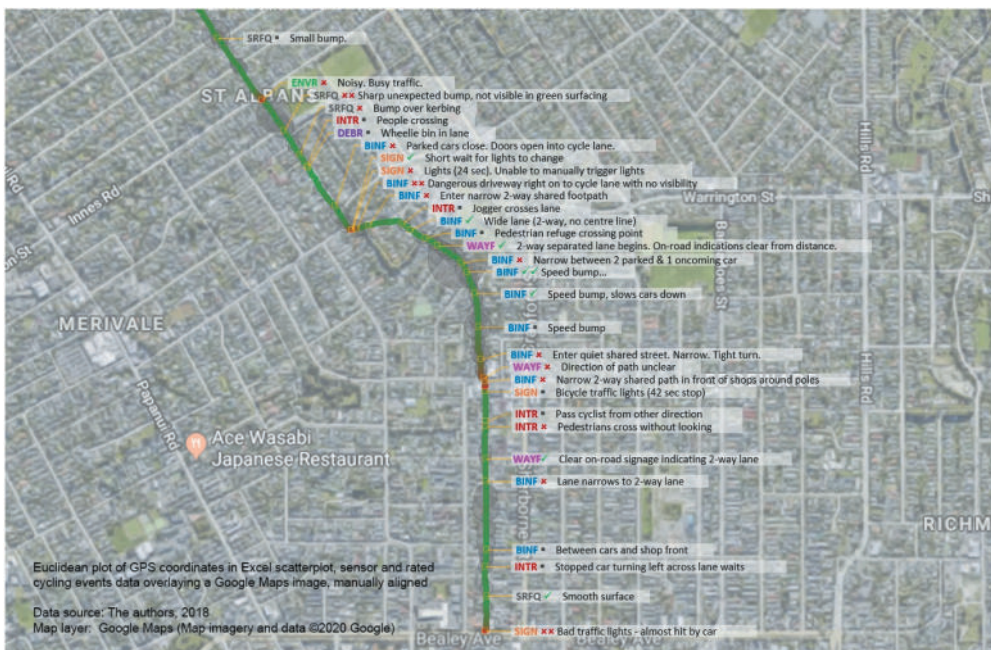 SRFQ ▪ Small bump.
ENVR × Noisy. Busy traffic.
ST ALBANS
SRFQ ×× Sharp unexpected bump, not visible in green surfacing
SRFQ × Bump over kerbing
INTR ▪ People crossing
DEBR ▪ Wheelie bin in lane
BINF × Parked cars close. Doors open into cycle lane.
SIGN ✓ Short wait for lights to change
SIGN × Lights (24 sec). Unable to manually trigger lights
BINF ×× Dangerous driveway right on to cycle lane with no visibility
BINF × Enter narrow 2-way shared footpath
INTR ▪ Jogger crosses lane
BINF ✓ Wide lane (2-way, no centre line)
BINF ▪ Pedestrian refuge crossing point
WAYF ✓ 2-way separated lane begins. On-road indications clear from distance.
BINF × Narrow between 2 parked & 1 oncoming car
BINF ✓✓ Speed bump...
BINF ✓ Speed bump, slows cars down
BINF ▪ Speed bump
BINF × Enter quiet shared street. Narrow. Tight turn.
WAYF × Direction of path unclear
BINF × Narrow 2-way shared path in front of shops around poles
SIGN ▪ Bicycle traffic lights (42 sec stop)
INTR ▪ Pass cyclist from other direction
INTR × Pedestrians cross without looking
WAYF ✓ Clear on-road signage indicating 2-way lane
BINF × Lane narrows to 2-way lane
BINF ▪ Between cars and shop front
INTR ▪ Stopped car turning left across lane waits
SRFQ ✓ Smooth surface
SIGN ×× Bad traffic lights - almost hit by car
Innes Rd
Warrington St
Hills Rd
Hills Rd
MERIVALE
Papanui Rd
Ace Wasabi
Japanese Restaurant
RICHM
Bealey Ave
Bealey Ave
Euclidean plot of GPS coordinates in Excel scatterplot, sensor and rated
cycling events data overlaying a Google Maps image, manually aligned
Data source: The authors, 2018
Map layer: Google Maps (Map imagery and data ©2020 Google)